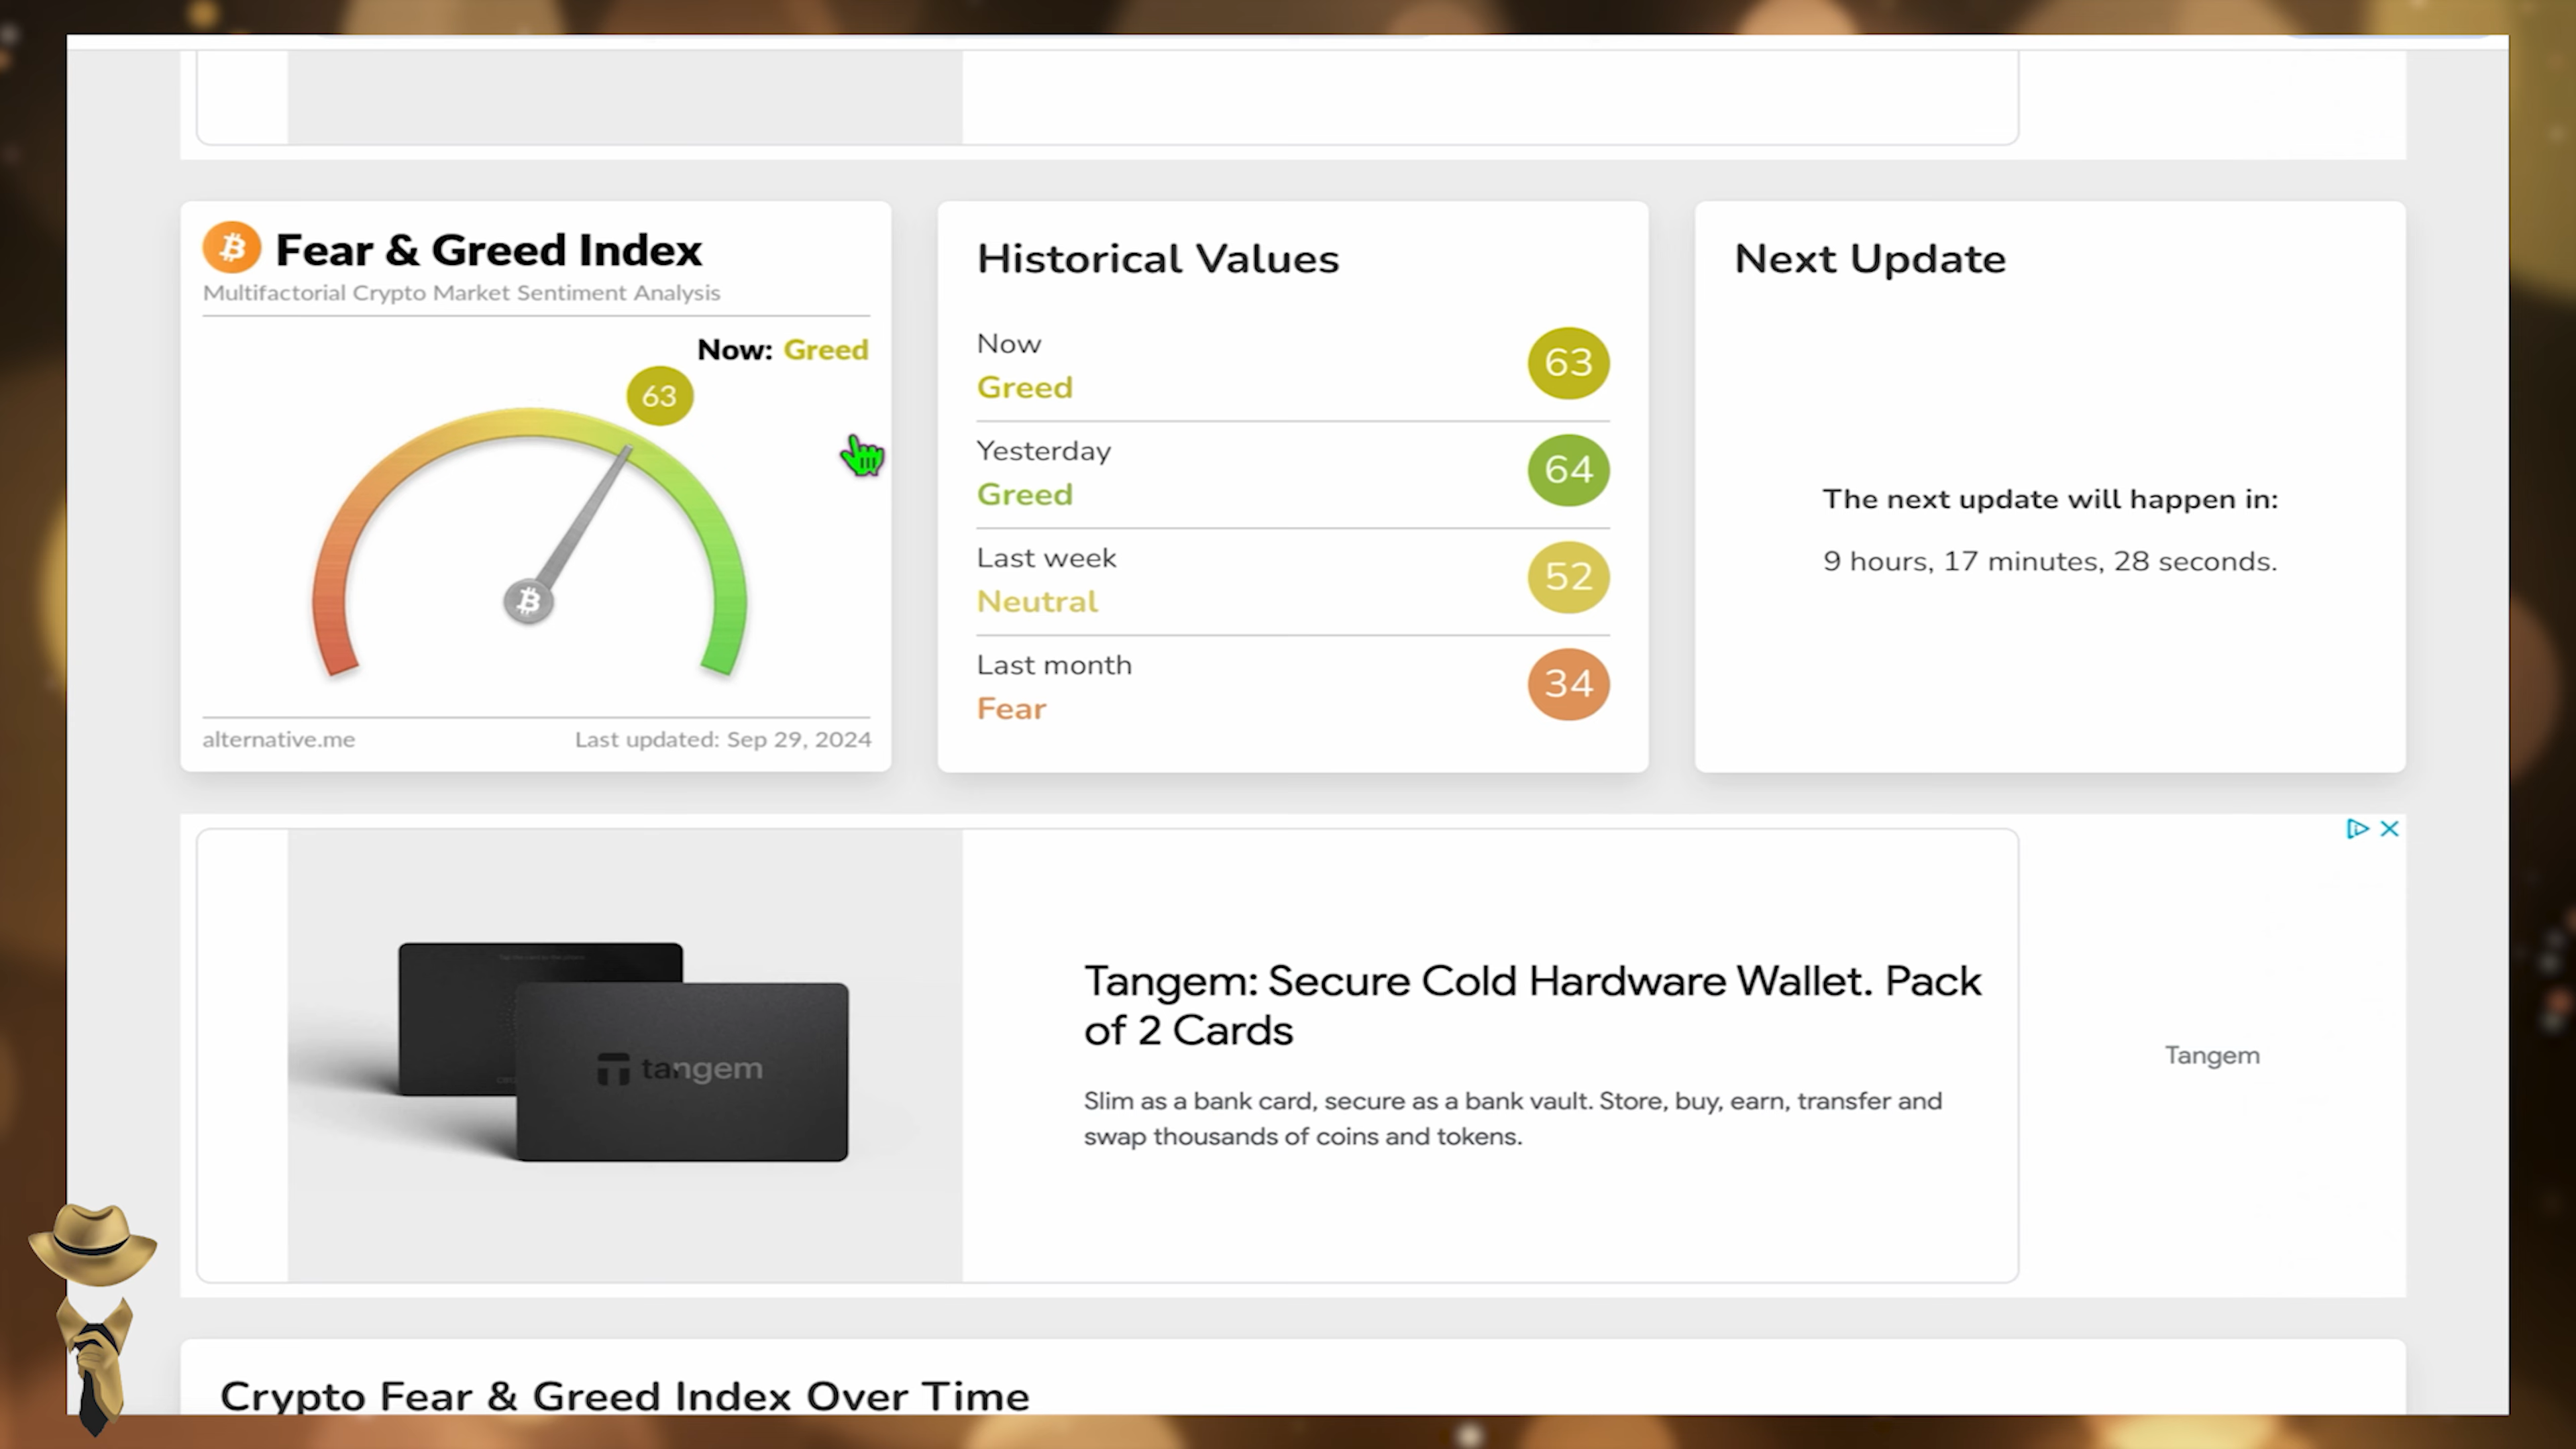 Fear & Greed Index
Multifactorial Crypto Market Sentiment Analysis
Now: Greed
63
alternative.me
Last updated: Sep 29, 2024
Historical Values
Now
Greed
63
Yesterday
Greed
64
Last week
Neutral
52
Last month
Fear
34
Next Update
The next update will happen in:
9 hours, 17 minutes, 28 seconds.
tangem
Tangem: Secure Cold Hardware Wallet. Pack
of 2 Cards
Slim as a bank card, secure as a bank vault. Store, buy, earn, transfer and
swap thousands of coins and tokens.
Tangem
Crypto Fear & Greed Index Over Time